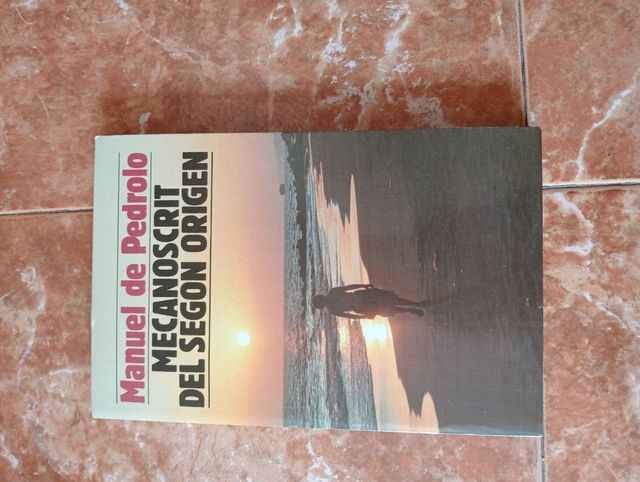 Manuel de Pedrolo
MECANOSCRIT
DEL SEGON ORIGEN